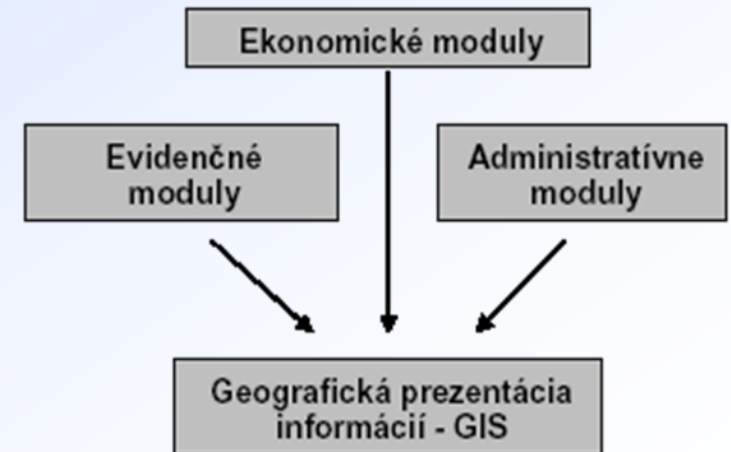 Ekonomické moduly
Evidenčné
moduly
Administratívne
moduly
Geografická prezentácia
informácií - GIS